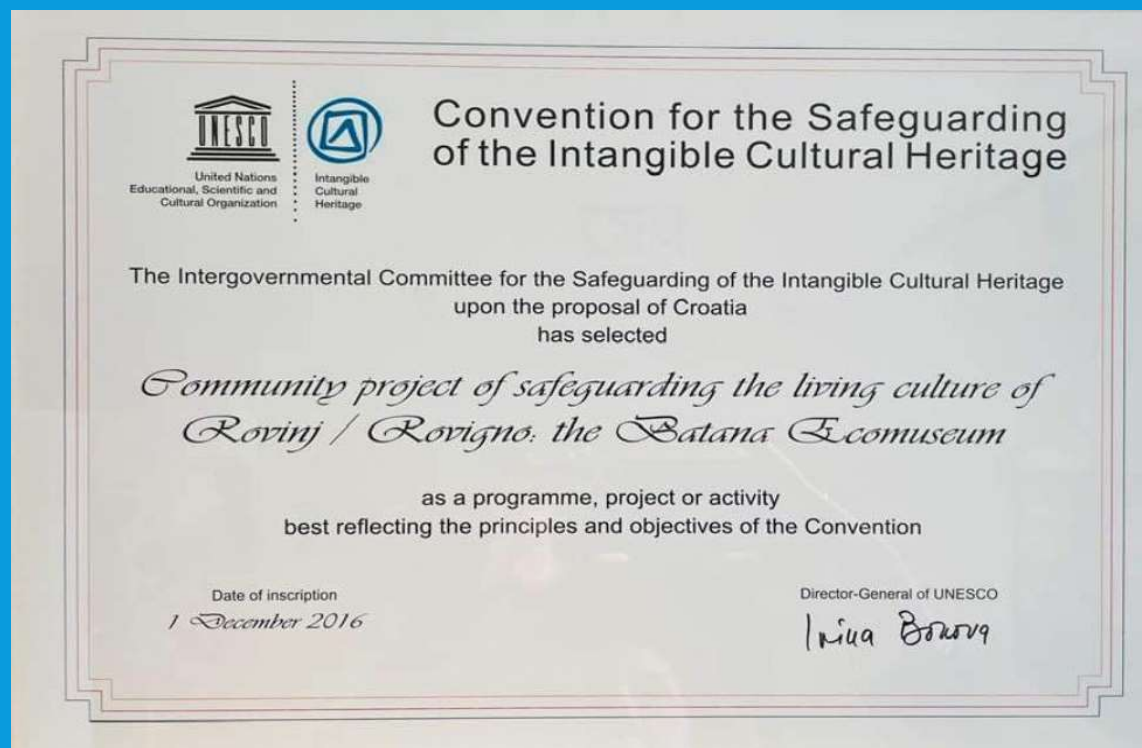 UNESCO
United Nations
Educational, Scientific and
Cultural Organization
Intangible
Cultural
Heritage
Convention for the Safeguarding
of the Intangible Cultural Heritage
The Intergovernmental Committee for the Safeguarding of the Intangible Cultural Heritage
upon the proposal of Croatia
has selected
Community project of safeguarding the living culture of
Rovinj / Rovigno: the Batana Ecomuseum
as a programme, project or activity
best reflecting the principles and objectives of the Convention
Date of inscription
1 December 2016
Director-General of UNESCO
Irina Bokova